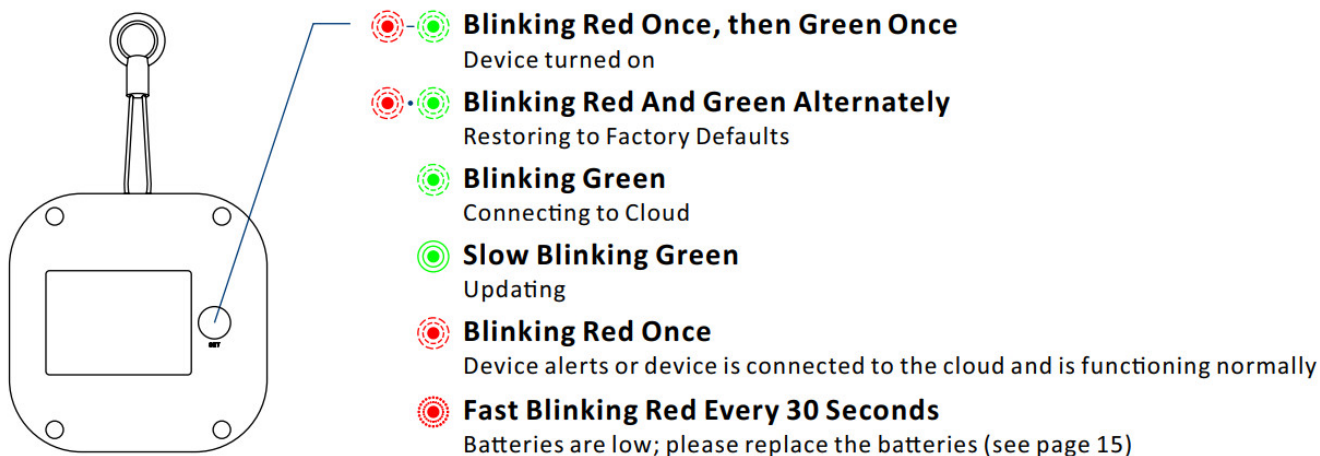 Blinking Red Once, then Green Once
Device turned on
Blinking Red And Green Alternately
Restoring to Factory Defaults
Blinking Green
Connecting to Cloud
Slow Blinking Green
Updating
SET
Blinking Red Once
Device alerts or device is connected to the cloud and is functioning normally
Fast Blinking Red Every 30 Seconds
Batteries are low; please replace the batteries (see page 15)